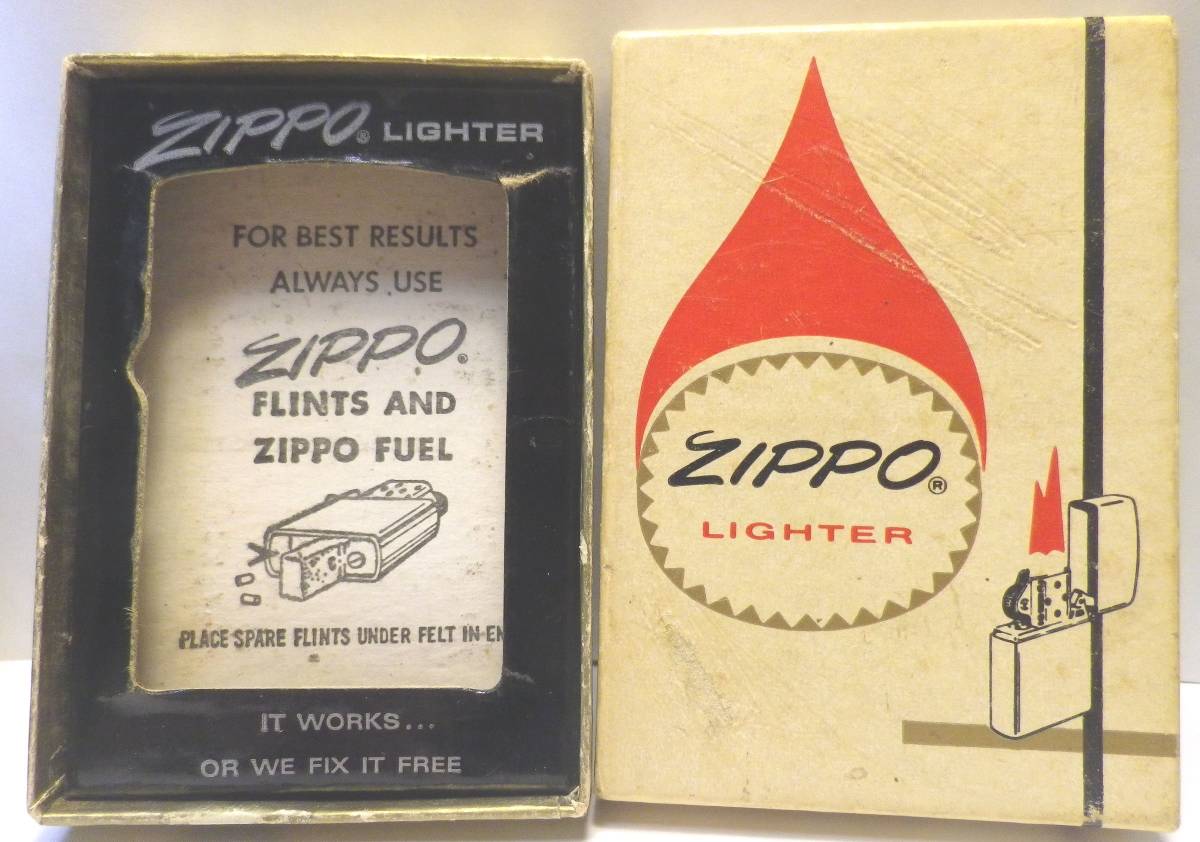 ZIPPO® LIGHTER
FOR BEST RESULTS
ALWAYS USE
ZIPPO®
FLINTS AND
ZIPPO FUEL
PLACE SPARE FLINTS UNDER FELT IN EN
IT WORKS...
OR WE FIX IT FREE
ZIPPO®
LIGHTER